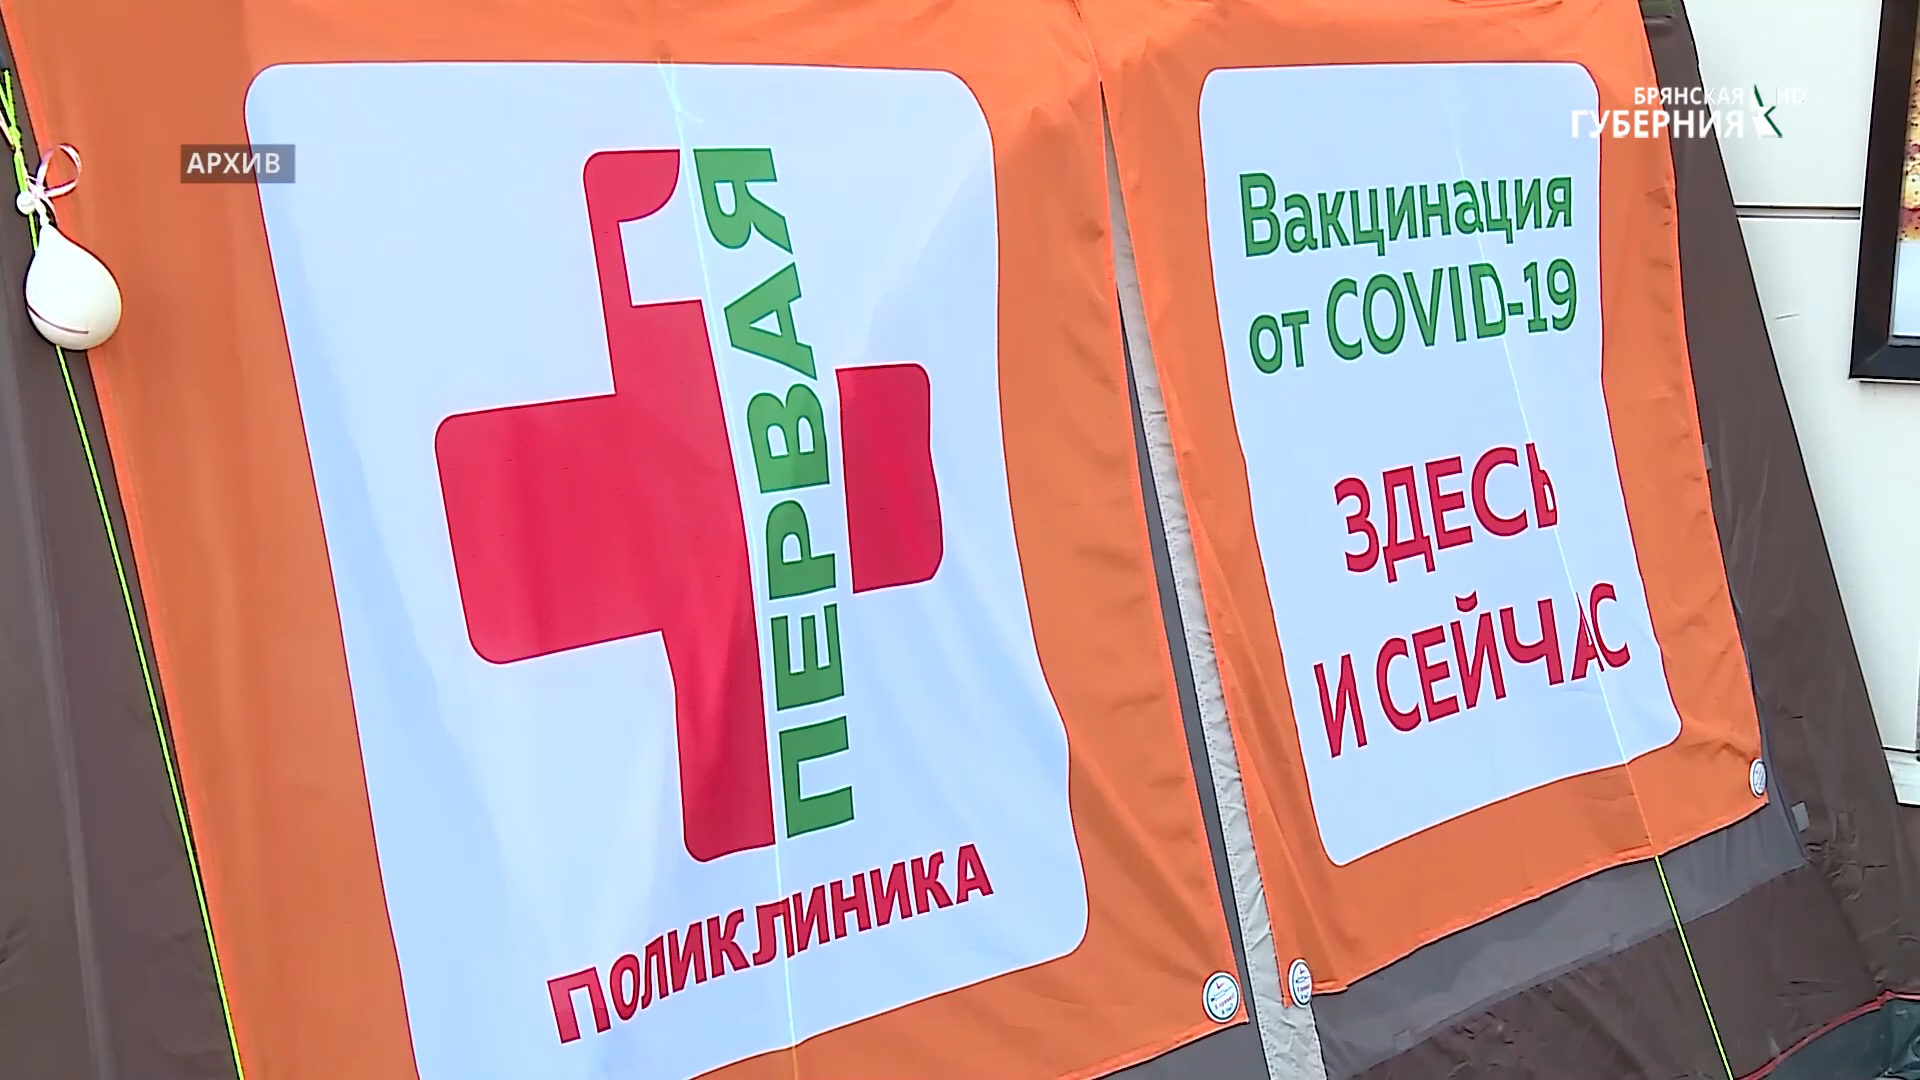 АРХИВ
БРЯНСКАЯ HD
ГУБЕРНИЯ
ПЕРВАЯ
ПОЛИКЛИНИКА
Вакцинация
от COVID-19
ЗДЕСЬ
И СЕЙЧАС